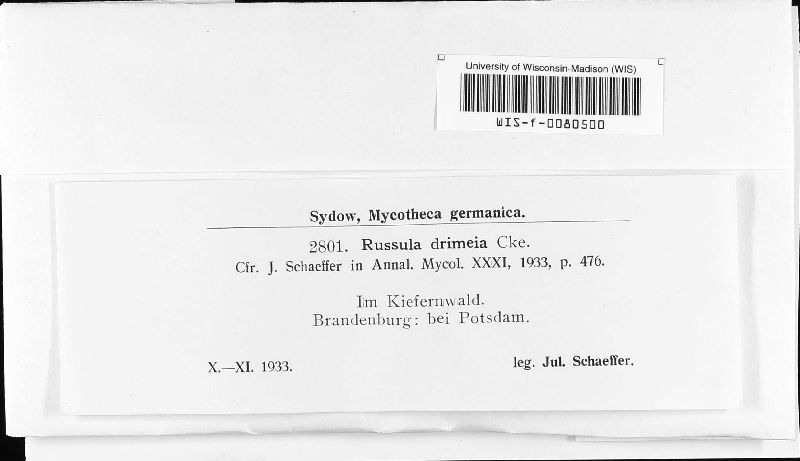 University of Wisconsin-Madison (WIS)
WIS-f-0080500
Sydow, Mycotheca germanica.
2801. Russula drimeia Cke.
Cfr. J. Schaeffer in Annal. Mycol. XXXI, 1933, p. 476.
Im Kiefernwald.
Brandenburg: bei Potsdam.
X.—XI. 1933.
leg. Jul. Schaeffer.